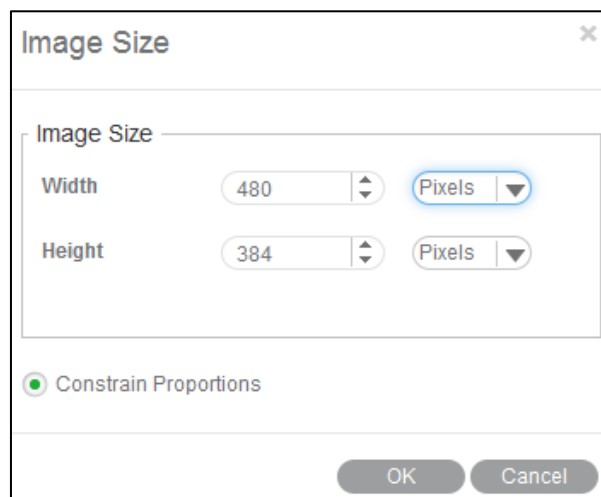 Image Size
Image Size
Width 480 Pixels
Height 384 Pixels
Constrain Proportions
OK Cancel